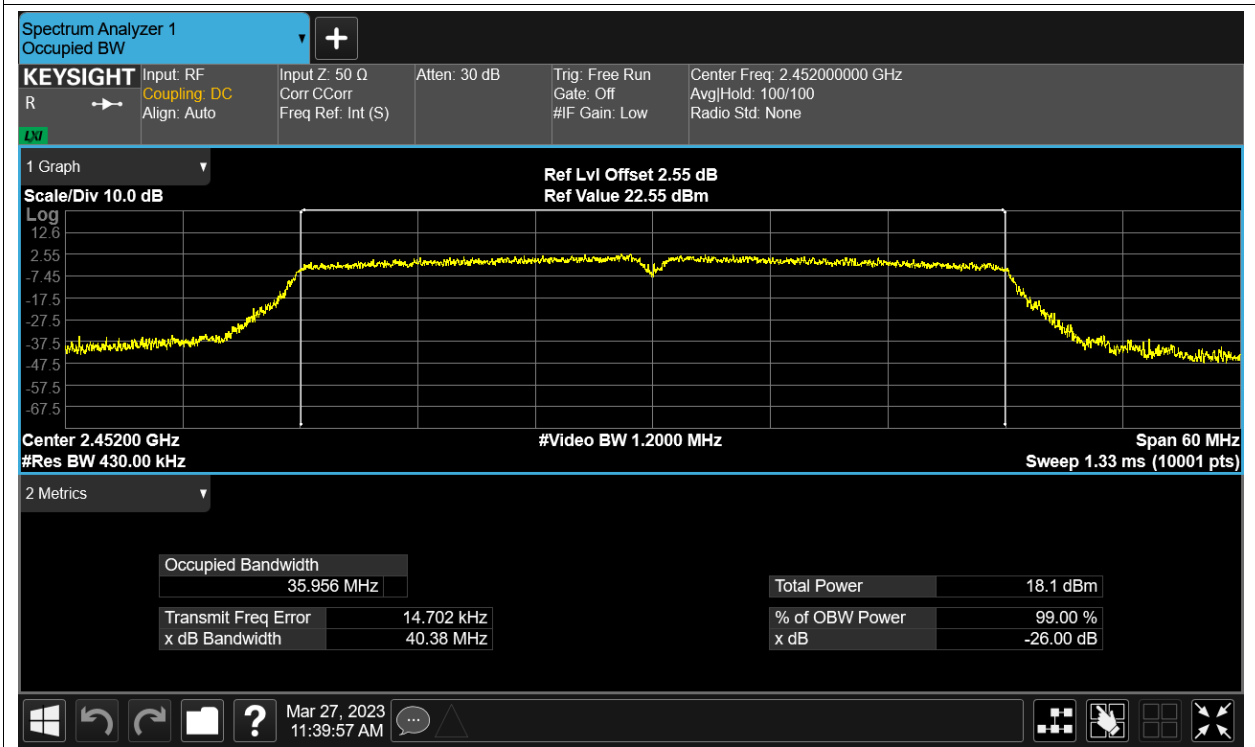 Spectrum Analyzer 1
Occupied BW
KEYSIGHT
R
LXI
Input: RF
Coupling: DC
Align: Auto
Input Z: 50 Ω
Corr CCorr
Freq Ref: Int (S)
Atten: 30 dB
Trig: Free Run
Gate: Off
#IF Gain: Low
Center Freq: 2.452000000 GHz
Avg|Hold: 100/100
Radio Std: None
1 Graph
Ref Lvl Offset 2.55 dB
Scale/Div 10.0 dB
Ref Value 22.55 dBm
Log
12.6
2.55
-7.45
-17.5
-27.5
-37.5
-47.5
-57.5
-67.5
Center 2.45200 GHz
#Video BW 1.2000 MHz
Span 60 MHz
#Res BW 430.00 kHz
Sweep 1.33 ms (10001 pts)
2 Metrics
Occupied Bandwidth
35.956 MHz
Total Power 18.1 dBm
Transmit Freq Error 14.702 kHz
% of OBW Power 99.00 %
x dB Bandwidth 40.38 MHz
x dB -26.00 dB
?
Mar 27, 2023
11:39:57 AM